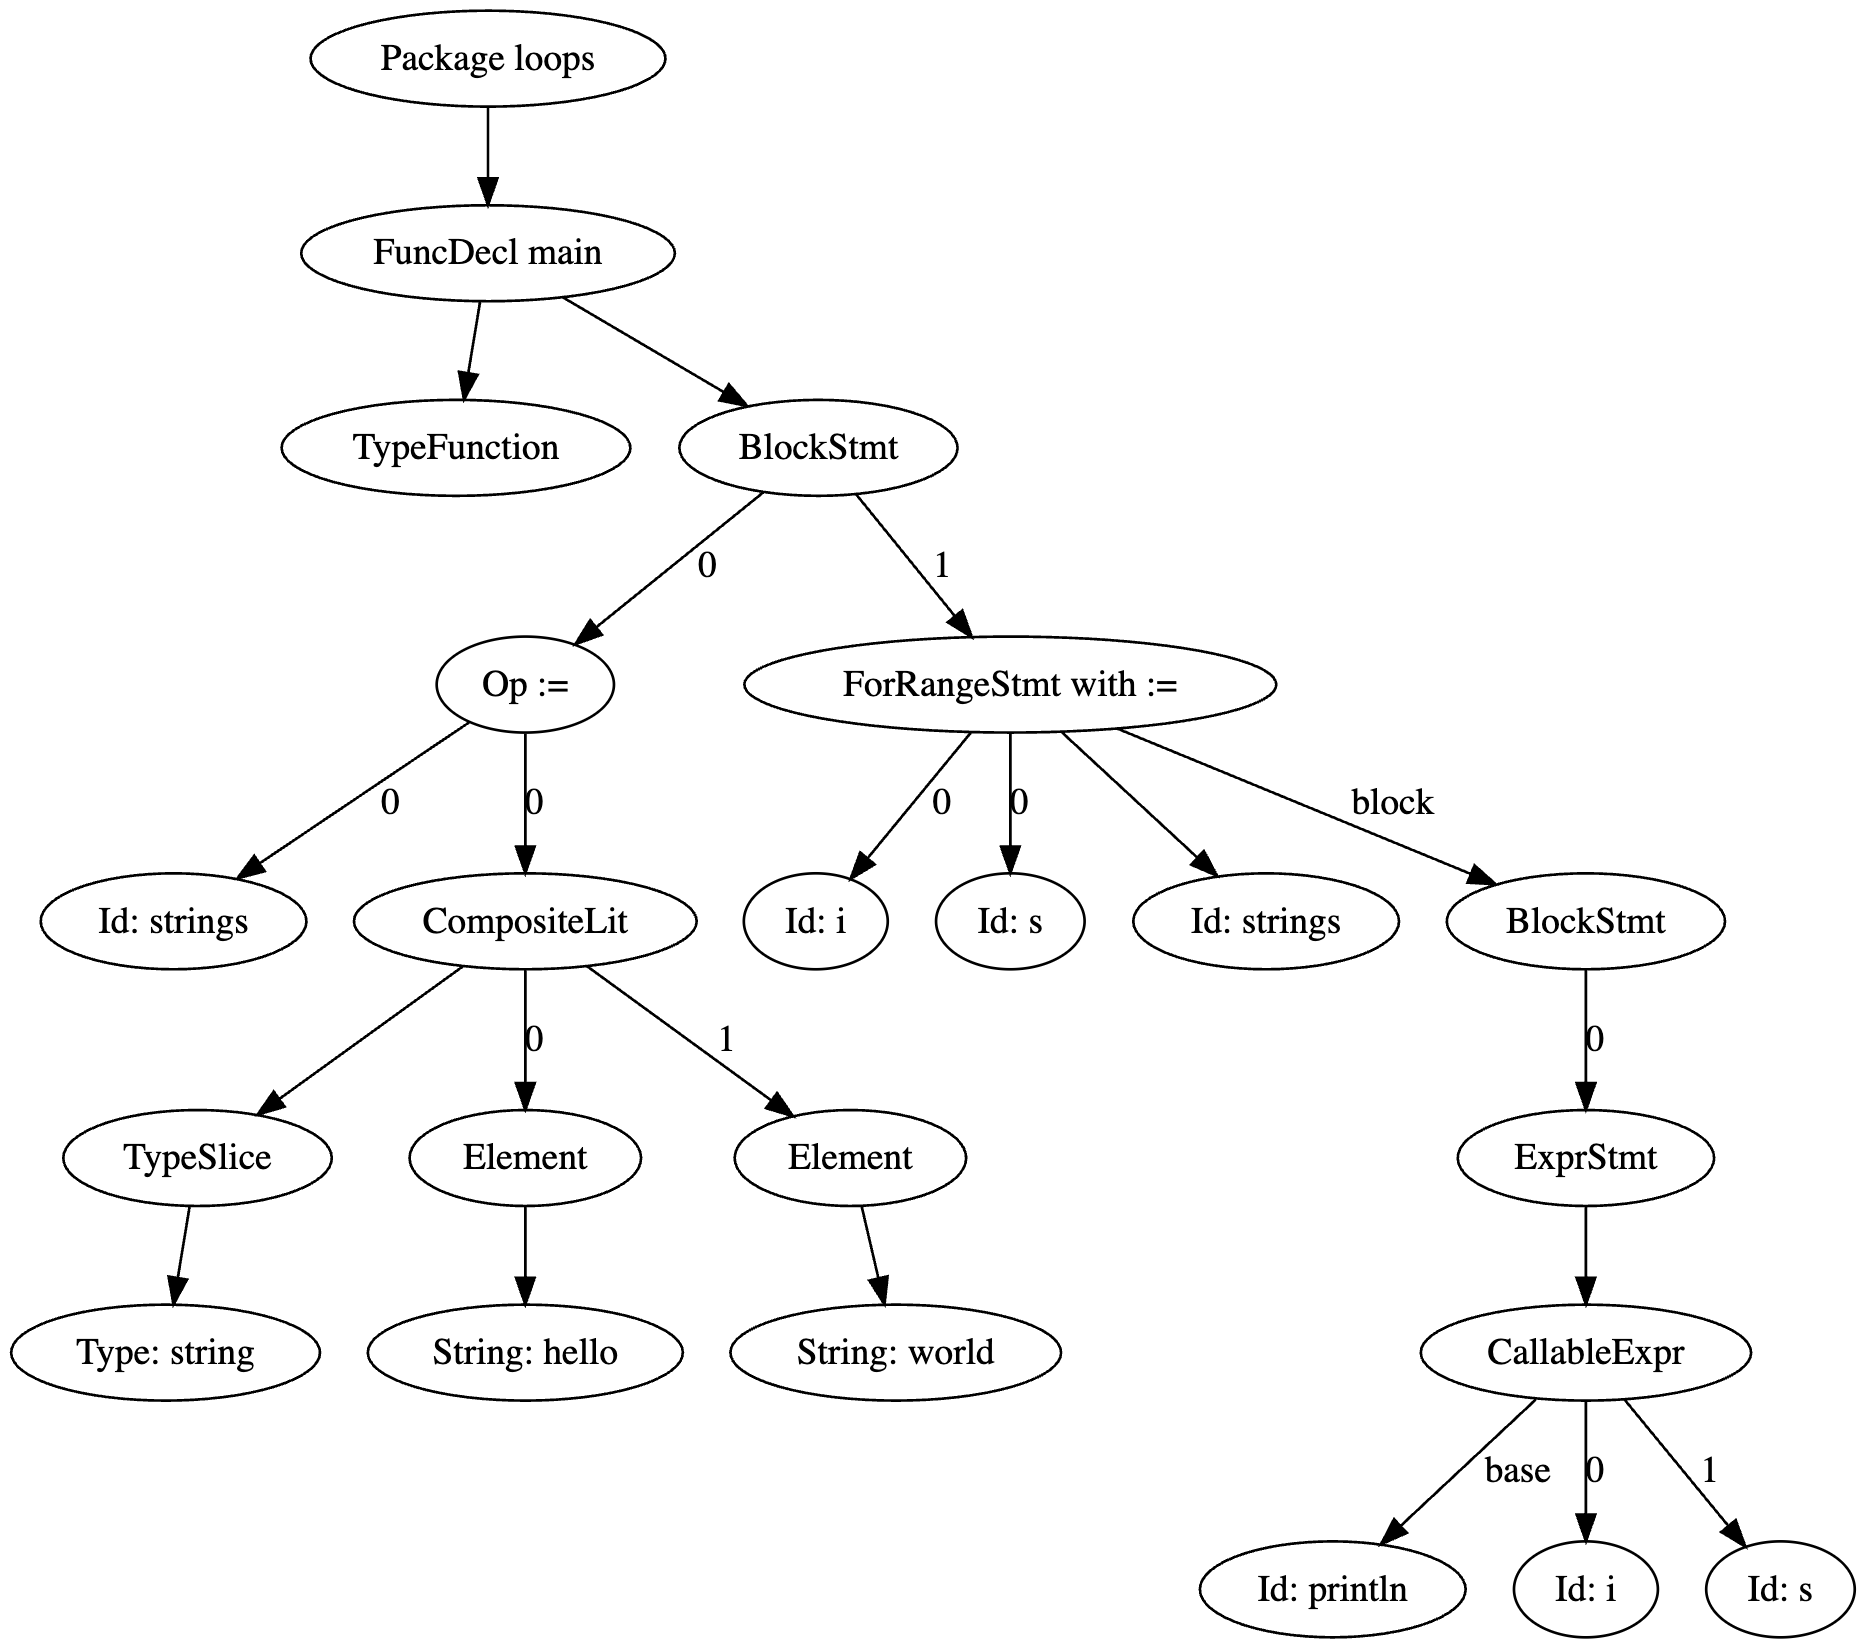 Package loops
FuncDecl main
TypeFunction
BlockStmt
0
1
Op :=
ForRangeStmt with :=
0
0
0
0
block
Id: strings
CompositeLit
Id: i
Id: s
Id: strings
BlockStmt
0
1
0
TypeSlice
Element
Element
ExprStmt
Type: string
String: hello
String: world
CallableExpr
base
0
1
Id: println
Id: i
Id: s